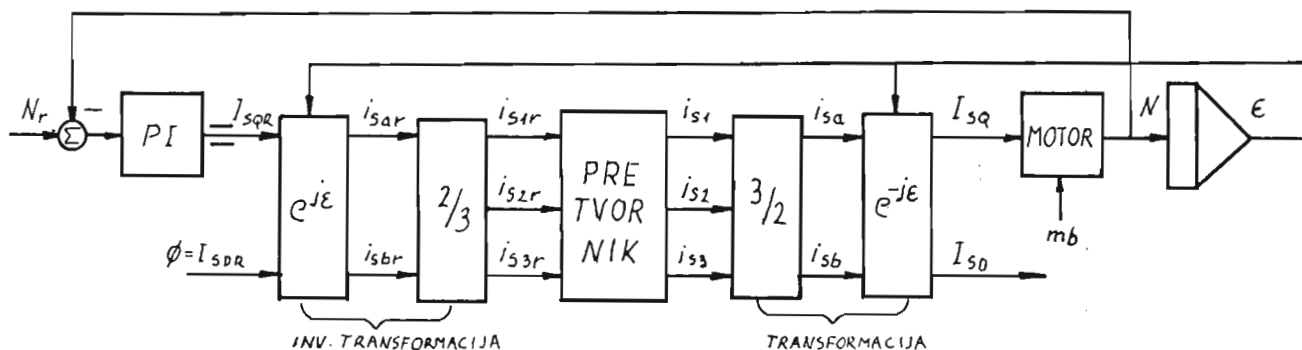 −
N_r
Σ
PI
I_SQR
e^jε
i_sar
i_sbr
φ=I_SDR
2/3
i_s1r
i_s2r
i_s3r
PRE
TVOR
NIK
i_s1
i_s2
i_s3
3/2
i_sa
i_sb
e^-jε
I_SQ
I_SD
MOTOR
mb
N
ε
INV. TRANSFORMACIJA
TRANSFORMACIJA